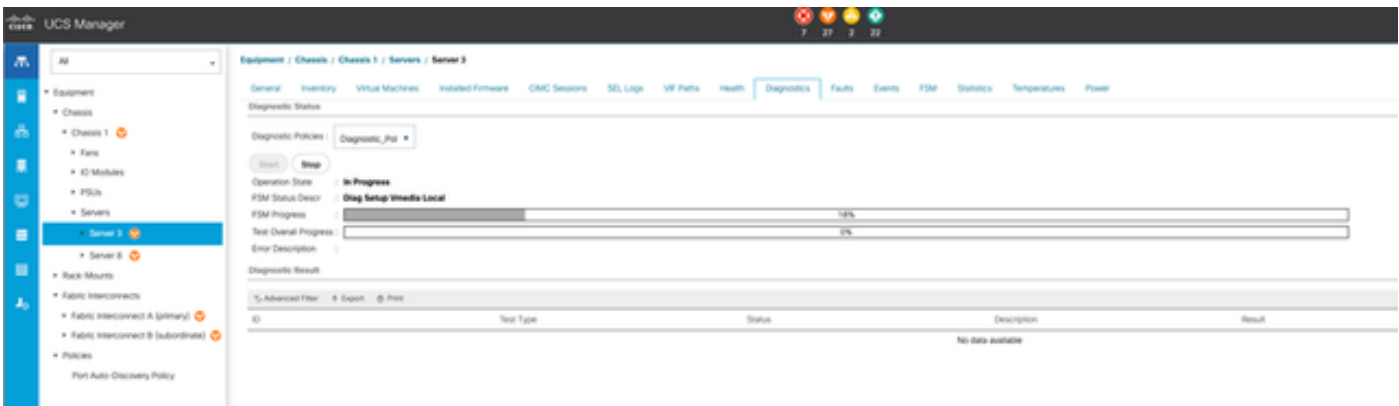 CISCO UCS Manager
7 27 2 22
All
Equipment / Chassis / Chassis 1 / Servers / Server 3
Equipment
Chassis
Chassis 1
Fans
IO Modules
PSUs
Servers
Server 3
Server 8
Rack-Mounts
Fabric Interconnects
Fabric Interconnect A (primary)
Fabric Interconnect B (subordinate)
Policies
Port Auto-Discovery Policy
General Inventory Virtual Machines Installed Firmware CIMC Sessions SEL Logs VIF Paths Health Diagnostics Faults Events FSM Statistics Temperatures Power
Diagnostic Status
Diagnostic Policies : Diagnostic_Pol
Start Stop
Operation State : In Progress
FSM Status Descr : Diag Setup Vmedia Local
FSM Progress : 18%
Test Overall Progress : 0%
Error Description :
Diagnostic Result
Advanced Filter Export Print
ID Test Type Status Description Result
No data available